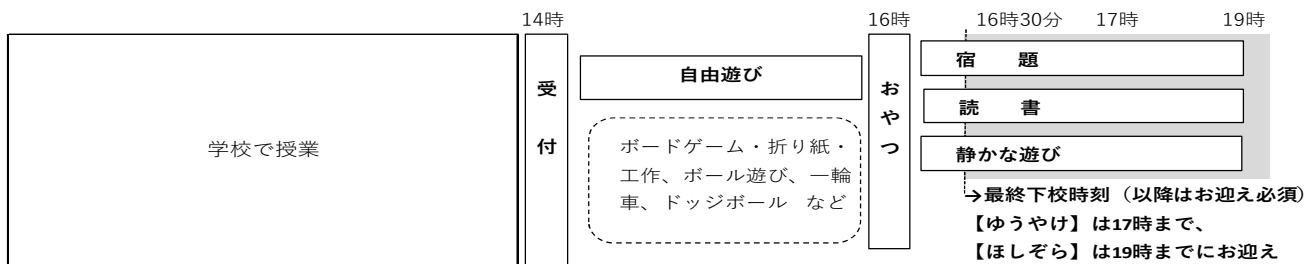 14時 16時 16時30分 17時 19時
学校で授業
受付
自由遊び
ボードゲーム・折り紙・
工作、ボール遊び、一輪
車、ドッジボール など
おやつ
宿 題
読 書
静かな遊び
→最終下校時刻（以降はお迎え必須）
【ゆうやけ】は17時まで、
【ほしぞら】は19時までにお迎え